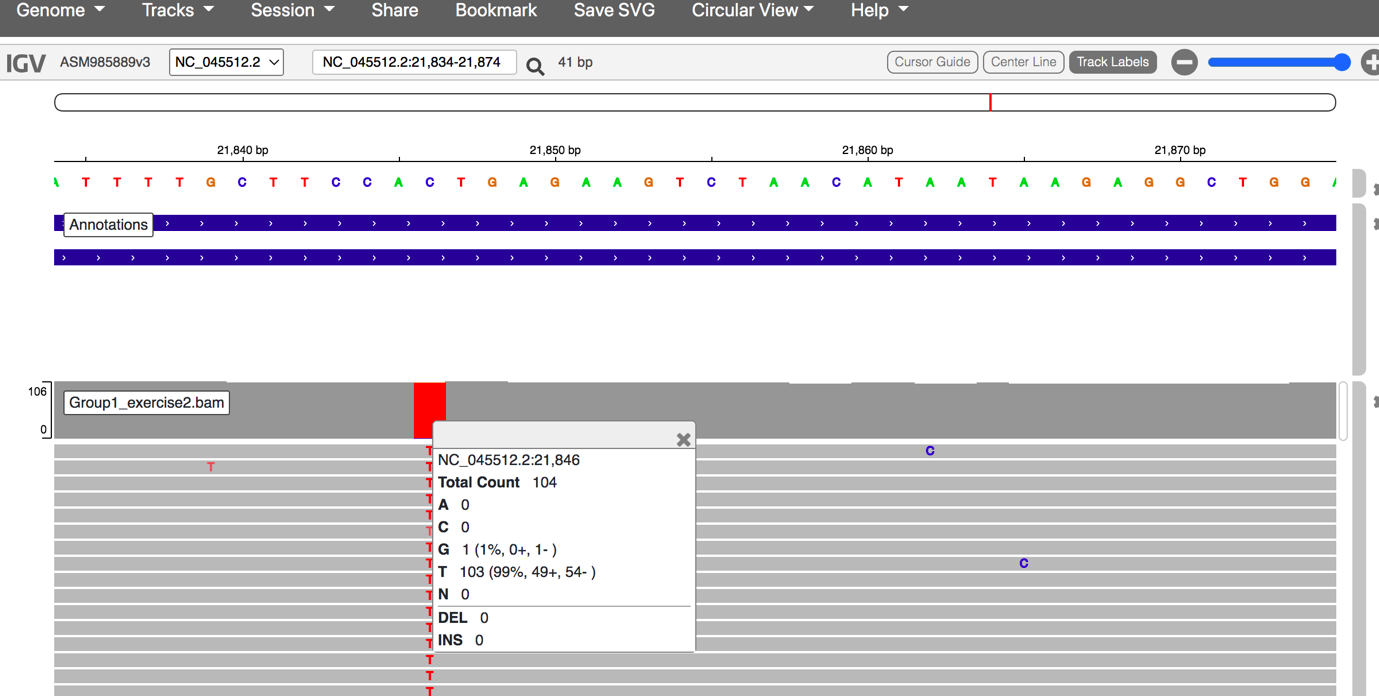 Genome Tracks Session Share Bookmark Save SVG Circular View Help
IGV ASM985889v3 NC_045512.2 NC_045512.2:21,834-21,874 41 bp Cursor Guide Center Line Track Labels
21,840 bp 21,850 bp 21,860 bp 21,870 bp
A T T T T G C T T C C A C T G A G A A G T C T A A C A T A A T A A G A G G C T G G A
Annotations
106
Group1_exercise2.bam
0
T C
T T
T
T
T
T
T
T C
T
T
T
T
T
T
T
T
NC_045512.2:21,846
Total Count 104
A 0
C 0
G 1 (1%, 0+, 1- )
T 103 (99%, 49+, 54- )
N 0
DEL 0
INS 0